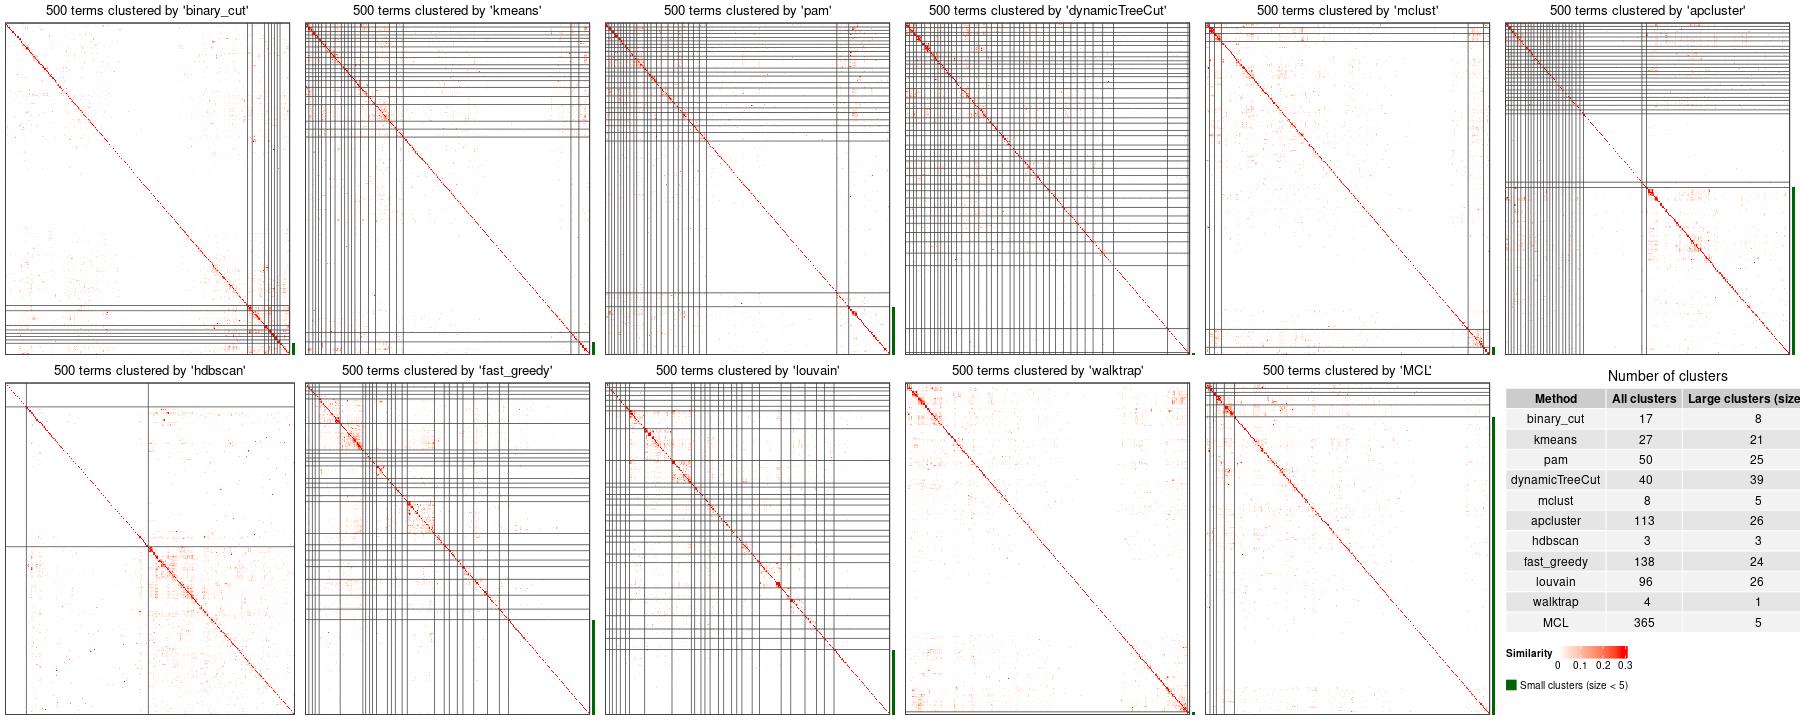 500 terms clustered by 'binary_cut'
500 terms clustered by 'kmeans'
500 terms clustered by 'pam'
500 terms clustered by 'dynamicTreeCut'
500 terms clustered by 'mclust'
500 terms clustered by 'apcluster'
500 terms clustered by 'hdbscan'
500 terms clustered by 'fast_greedy'
500 terms clustered by 'louvain'
500 terms clustered by 'walktrap'
500 terms clustered by 'MCL'
Number of clusters
Method All clusters Large clusters (size
binary_cut 17 8
kmeans 27 21
pam 50 25
dynamicTreeCut 40 39
mclust 8 5
apcluster 113 26
hdbscan 3 3
fast_greedy 138 24
louvain 96 26
walktrap 4 1
MCL 365 5
Similarity
0 0.1 0.2 0.3
Small clusters (size < 5)